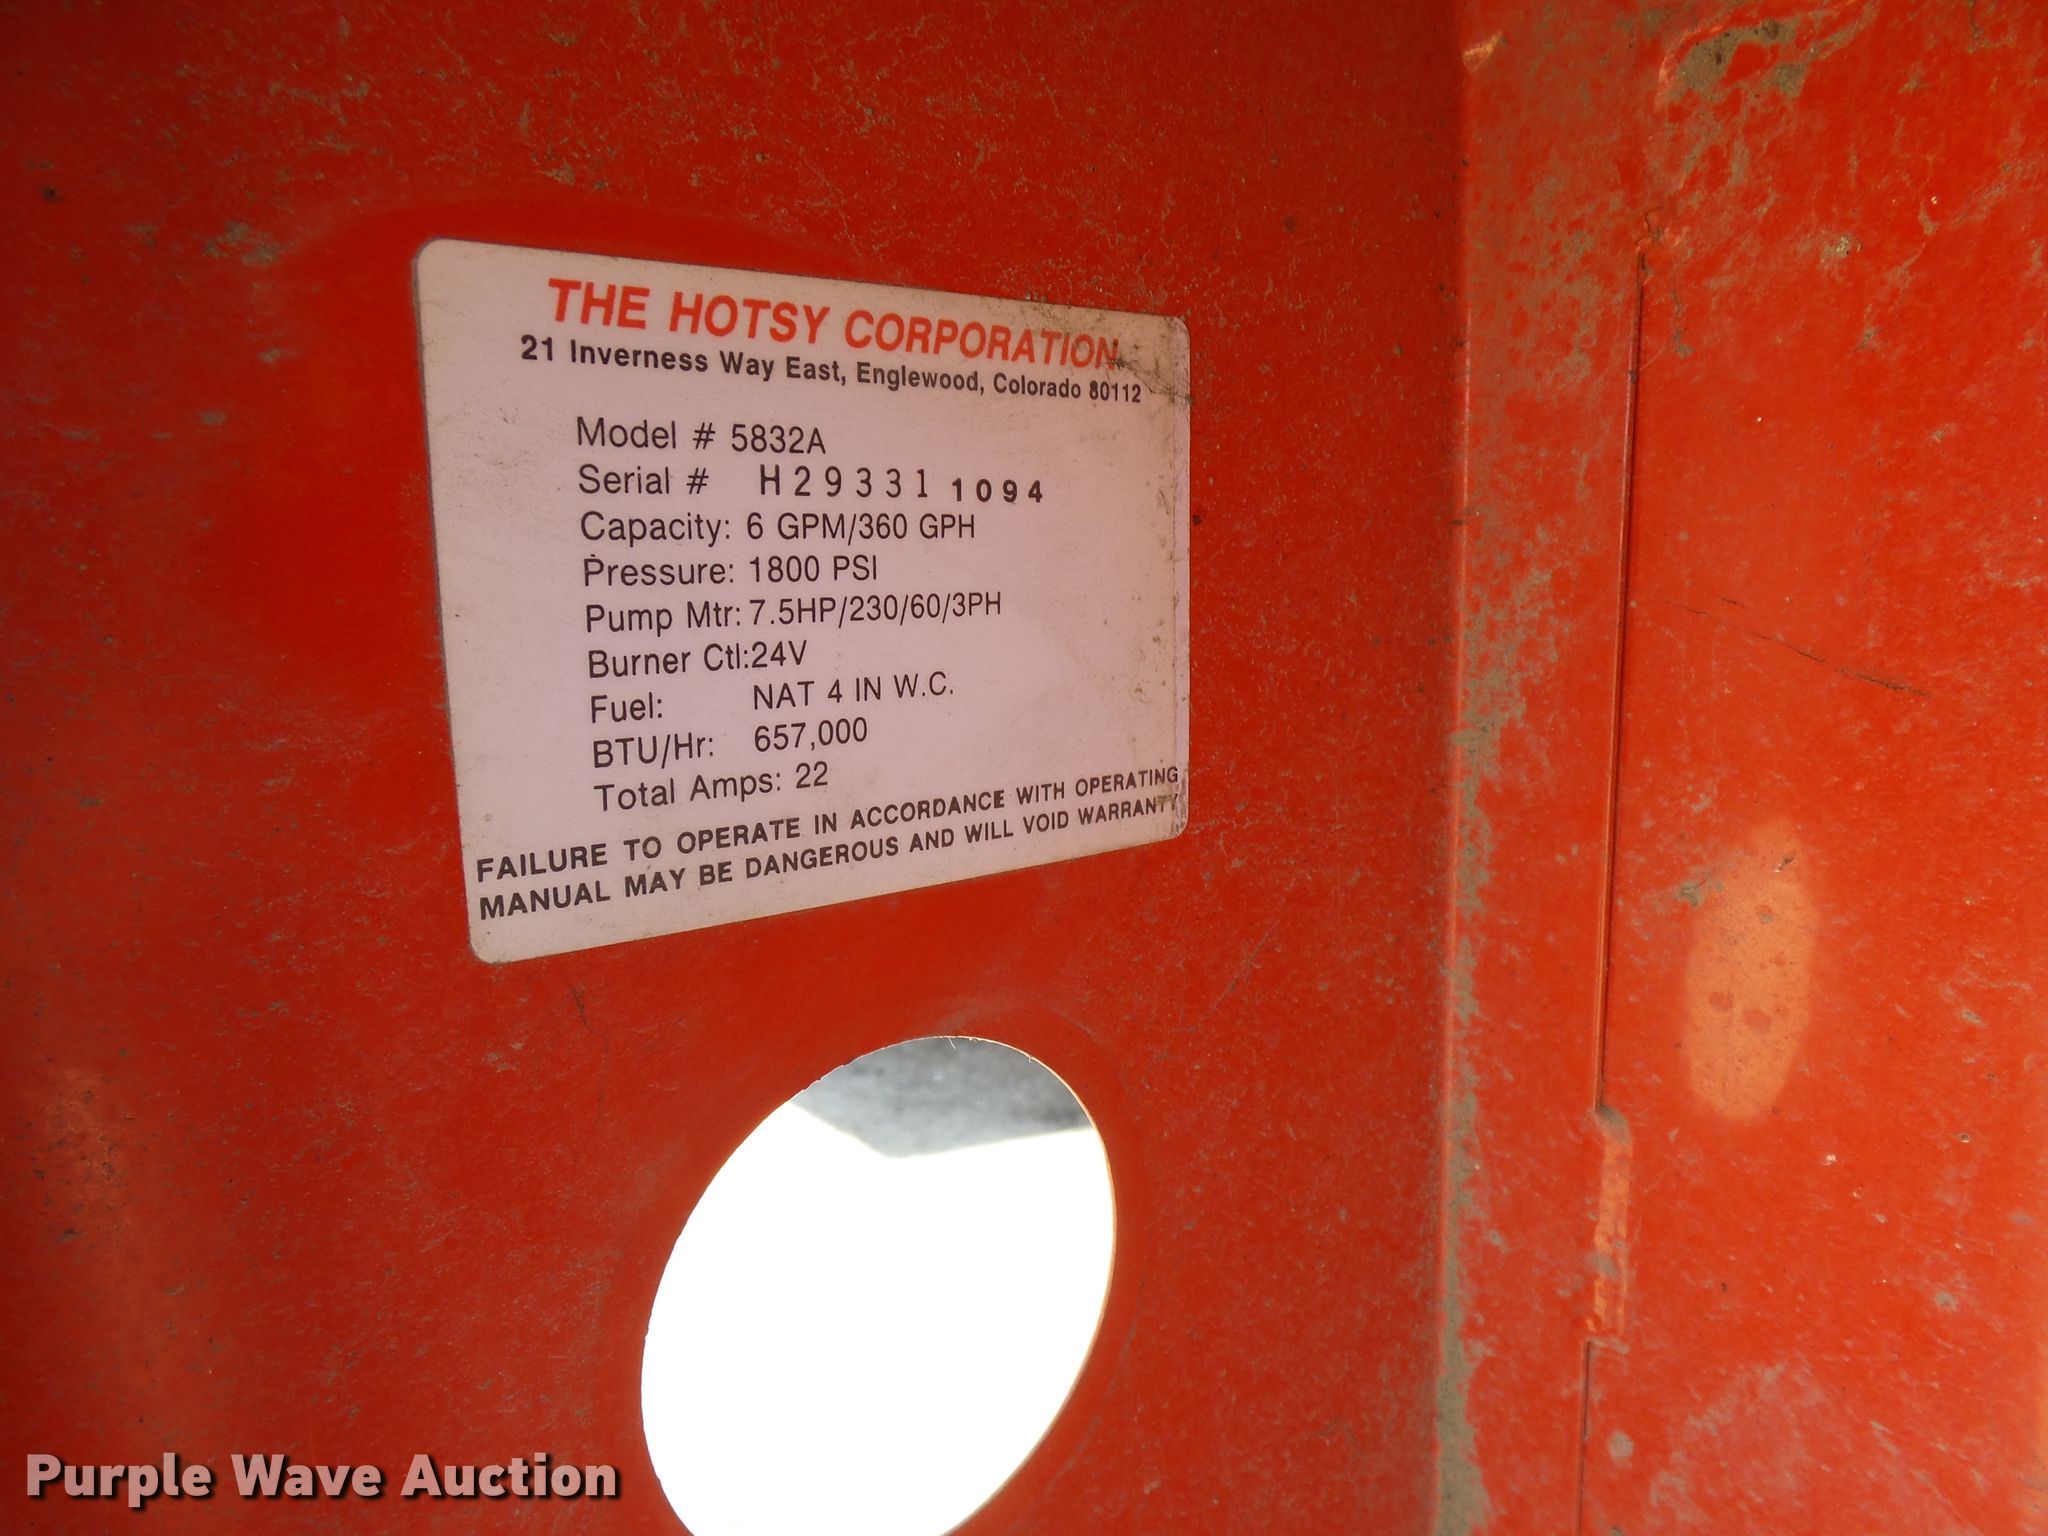 THE HOTSY CORPORATION
21 Inverness Way East, Englewood, Colorado 80112
Model # 5832A
Serial # H29331 1094
Capacity: 6 GPM/360 GPH
Pressure: 1800 PSI
Pump Mtr: 7.5HP/230/60/3PH
Burner Ctl:24V
Fuel: NAT 4 IN W.C.
BTU/Hr: 657,000
Total Amps: 22
FAILURE TO OPERATE IN ACCORDANCE WITH OPERATING
MANUAL MAY BE DANGEROUS AND WILL VOID WARRANTY
Purple Wave Auction